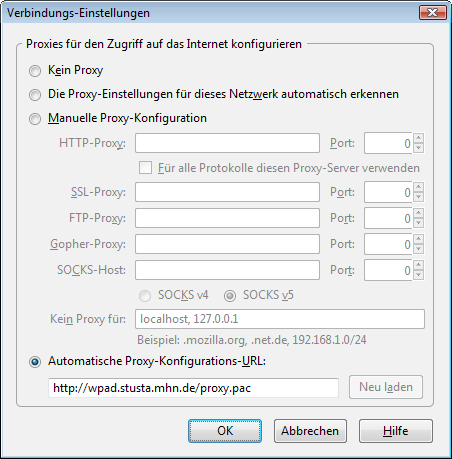 Verbindungs-Einstellungen
Proxies für den Zugriff auf das Internet konfigurieren
Kein Proxy
Die Proxy-Einstellungen für dieses Netzwerk automatisch erkennen
Manuelle Proxy-Konfiguration
HTTP-Proxy: Port: 0
Für alle Protokolle diesen Proxy-Server verwenden
SSL-Proxy: Port: 0
FTP-Proxy: Port: 0
Gopher-Proxy: Port: 0
SOCKS-Host: Port: 0
SOCKS v4 SOCKS v5
Kein Proxy für: localhost, 127.0.0.1
Beispiel: .mozilla.org, .net.de, 192.168.1.0/24
Automatische Proxy-Konfigurations-URL:
http://wpad.stusta.mhn.de/proxy.pac Neu laden
OK Abbrechen Hilfe